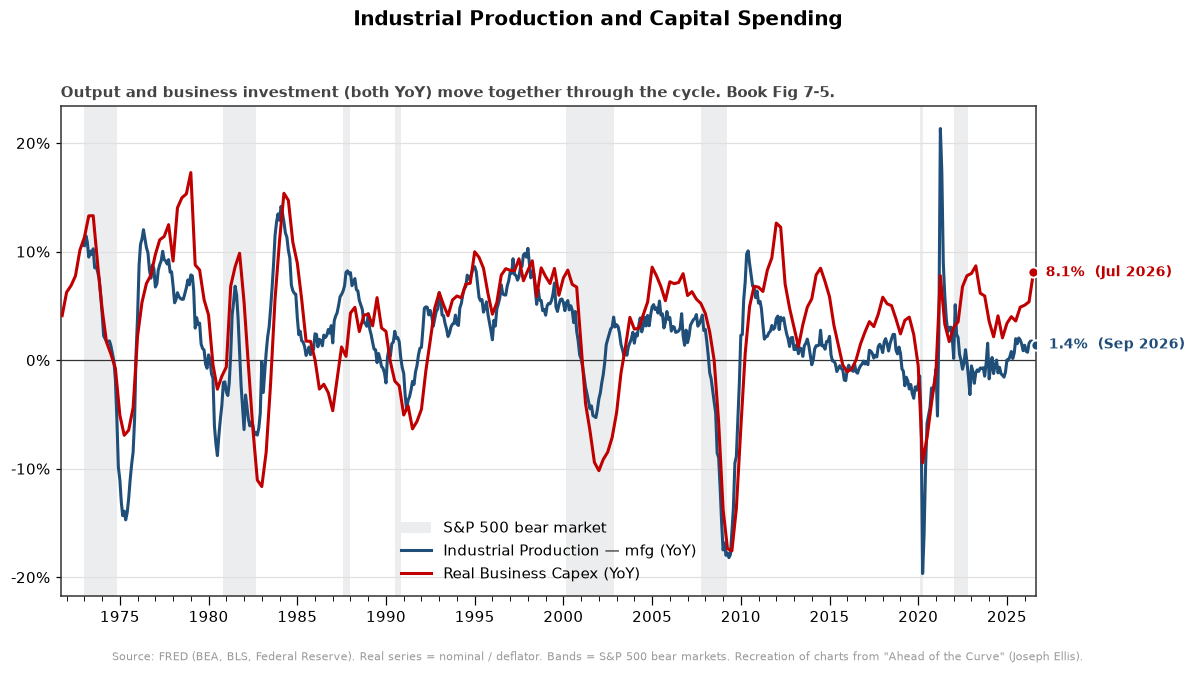 Industrial Production and Capital Spending
Output and business investment (both YoY) move together through the cycle. Book Fig 7-5.
20%
10%
0%
-10%
-20%
8.1%  (Jul 2026)
1.4%  (Sep 2026)
S&P 500 bear market
Industrial Production — mfg (YoY)
Real Business Capex (YoY)
1975 1980 1985 1990 1995 2000 2005 2010 2015 2020 2025
Source: FRED (BEA, BLS, Federal Reserve). Real series = nominal / deflator. Bands = S&P 500 bear markets. Recreation of charts from "Ahead of the Curve" (Joseph Ellis).